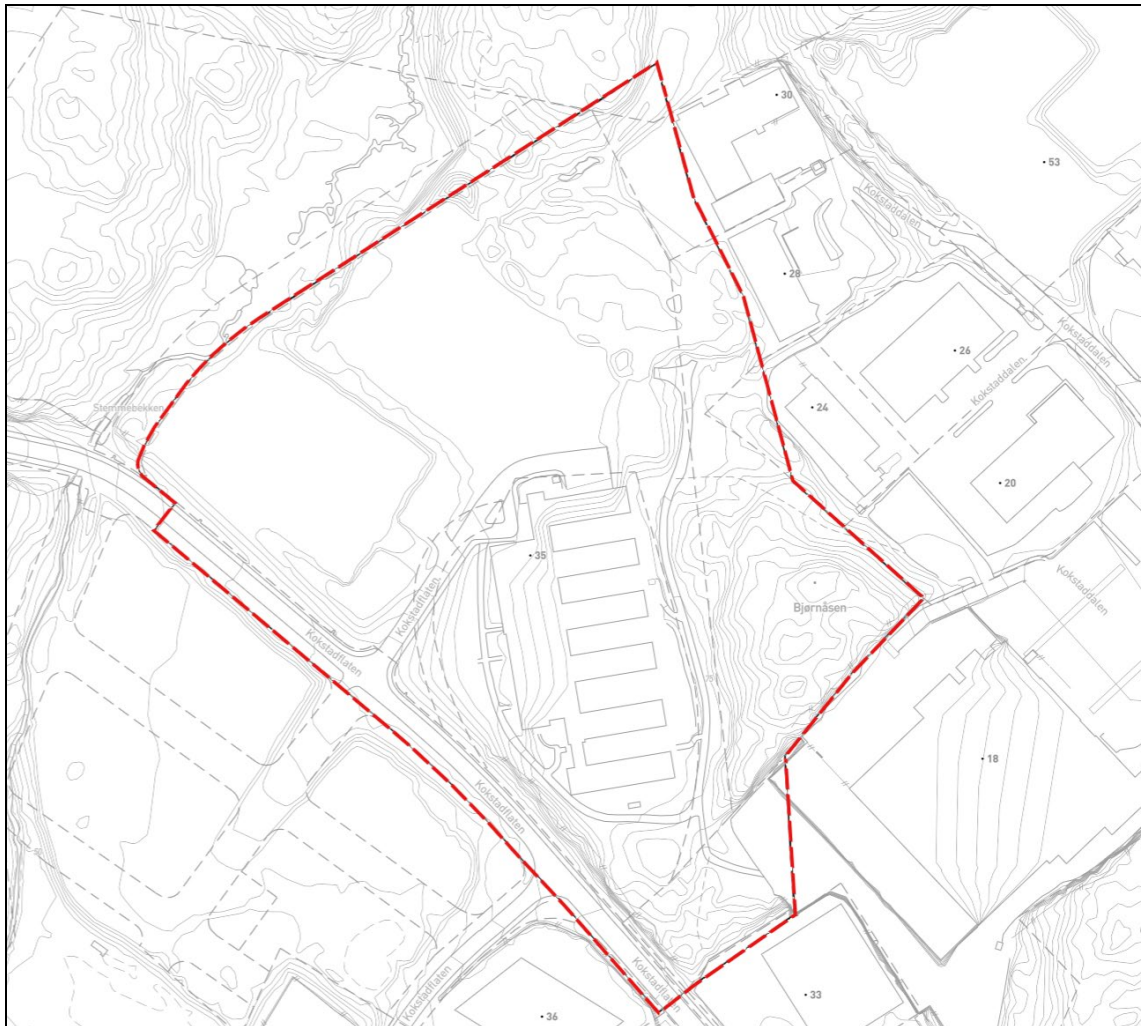 30
53
Kokstaddalen
28
Kokstaddalen
26
Kokstaddalen
24
Stemmebekken
20
35
Kokstadflaten
Bjørnåsen
Kokstaddalen
Kokstadflaten
18
Kokstadflaten
Kokstadflaten
Kokstadflaten
33
36